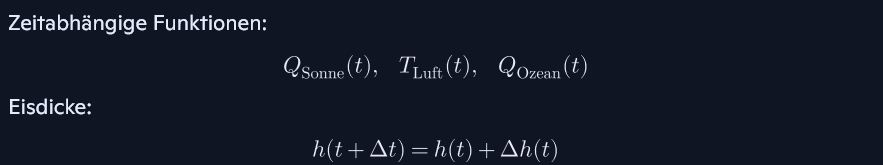 Zeitabhängige Funktionen:
Q_Sonne(t), T_Luft(t), Q_Ozean(t)
Eisdicke:
h(t + Δt) = h(t) + Δh(t)